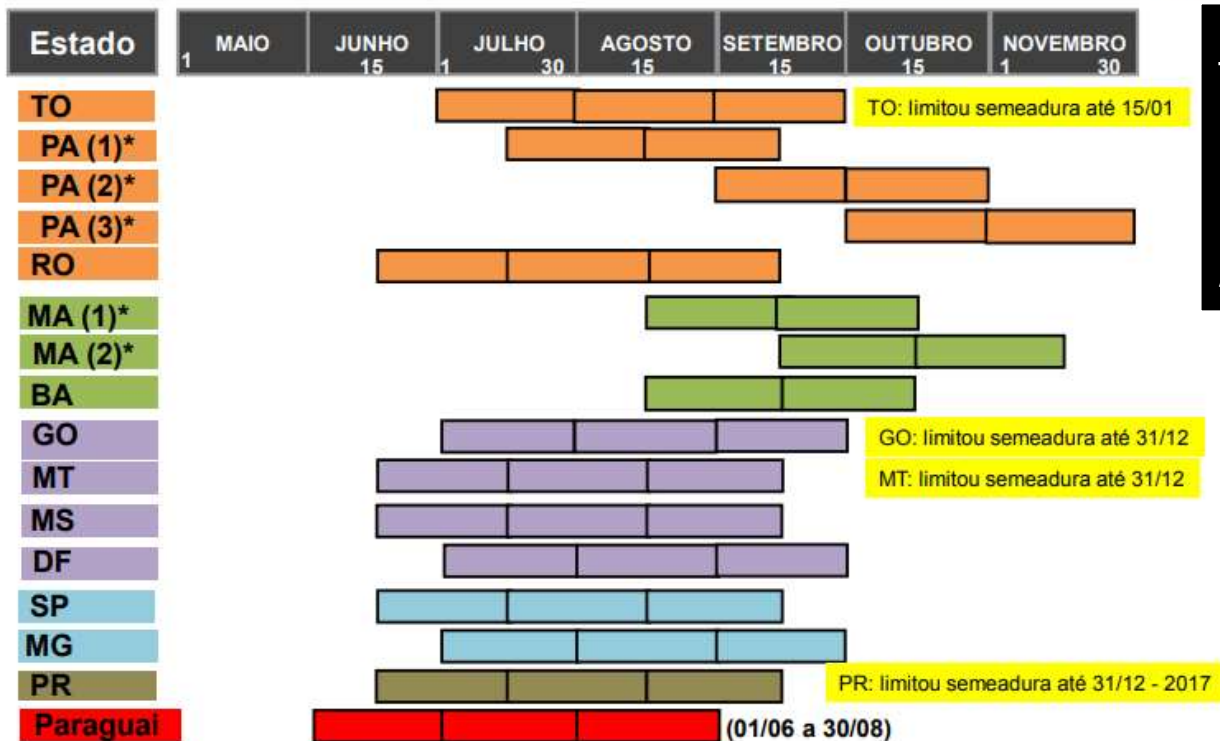 Estado MAIO JUNHO JULHO AGOSTO SETEMBRO OUTUBRO NOVEMBRO
1 15 1 30 15 15 15 1 30
TO TO: limitou semeadura até 15/01
PA (1)*
PA (2)*
PA (3)*
RO
MA (1)*
MA (2)*
BA
GO GO: limitou semeadura até 31/12
MT MT: limitou semeadura até 31/12
MS
DF
SP
MG
PR PR: limitou semeadura até 31/12 - 2017
Paraguai (01/06 a 30/08)